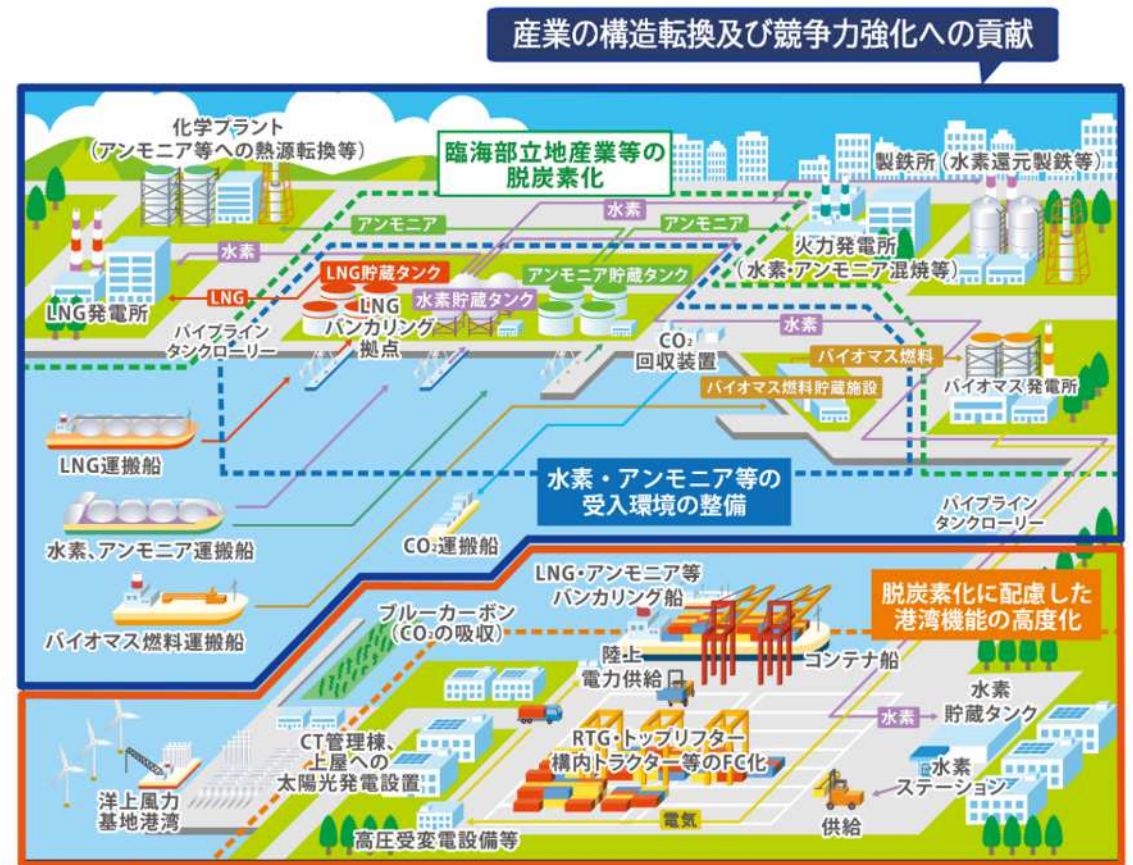 産業の構造転換及び競争力強化への貢献
化学プラント
(アンモニア等への熱源転換等)
臨海部立地産業等の
脱炭素化
製鉄所(水素還元製鉄等)
水素
アンモニア
アンモニア
水素
火力発電所
(水素・アンモニア混焼等)
LNG貯蔵タンク
アンモニア貯蔵タンク
水素貯蔵タンク
LNG
LNG発電所
LNG
バンカリング
拠点
パイプライン
タンクローリー
CO₂
回収装置
水素
バイオマス燃料
バイオマス燃料貯蔵施設
バイオマス発電所
LNG運搬船
水素・アンモニア等の
受入環境の整備
パイプライン
タンクローリー
水素、アンモニア運搬船
CO₂運搬船
バイオマス燃料運搬船
ブルーカーボン
(CO₂の吸収)
LNG・アンモニア等
バンカリング船
脱炭素化に配慮した
港湾機能の高度化
陸上
電力供給
コンテナ船
水素
貯蔵タンク
水素
CT管理棟、
上屋への
太陽光発電設置
RTG・トップリフター
構内トラクター等のFC化
水素
ステーション
洋上風力
基地港湾
高圧受変電設備等
電気
供給